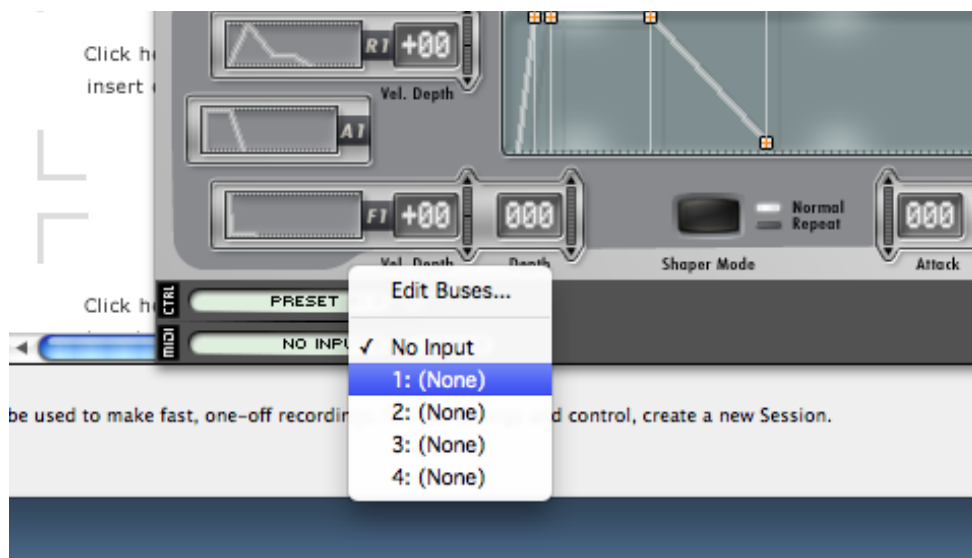 Click h
insert
R1 +00
Vel. Depth
A1
F1 +00 000
Normal
Repeat
000
Vel. Depth Depth Shaper Mode Attack
Edit Buses...
Click h
CTRL PRESET
✓ No Input
MIDI NO INPU
1: (None)
2: (None)
3: (None)
4: (None)
be used to make fast, one-off recordin d control, create a new Session.